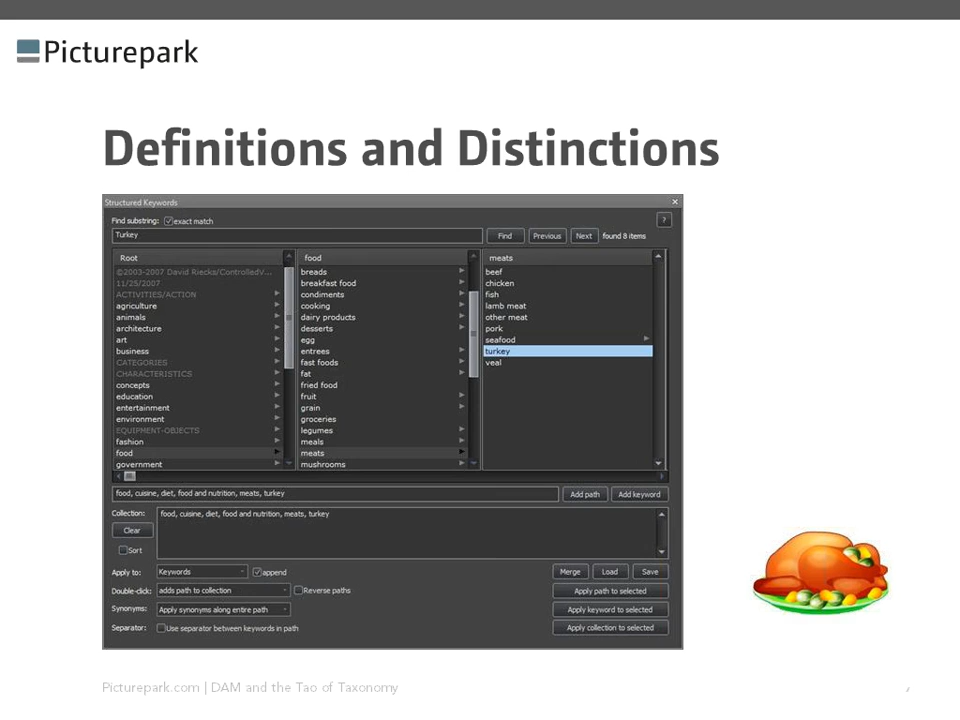 Picturepark
Definitions and Distinctions
Structured Keywords
Find substring: exact match
?
Turkey
Find Previous Next found 8 items
Root
©2003-2007 David Riecks/ControlledV...
11/25/2007
ACTIVITIES/ACTION
agriculture
animals
architecture
art
business
CATEGORIES
CHARACTERISTICS
concepts
education
entertainment
environment
EQUIPMENT-OBJECTS
fashion
food
government
food
breads
breakfast food
condiments
cooking
dairy products
desserts
egg
entrees
fast foods
fat
fried food
fruit
grain
groceries
legumes
meals
meats
mushrooms
meats
beef
chicken
fish
lamb meat
other meat
pork
seafood
turkey
veal
food, cuisine, diet, food and nutrition, meats, turkey
Add path Add keyword
Collection: food, cuisine, diet, food and nutrition, meats, turkey
Clear
Sort
Apply to: Keywords append
Merge Load Save
Double-click: adds path to collection Reverse paths
Apply path to selected
Synonyms: Apply synonyms along entire path
Apply keyword to selected
Separator: Use separator between keywords in path
Apply collection to selected
Picturepark.com | DAM and the Tao of Taxonomy